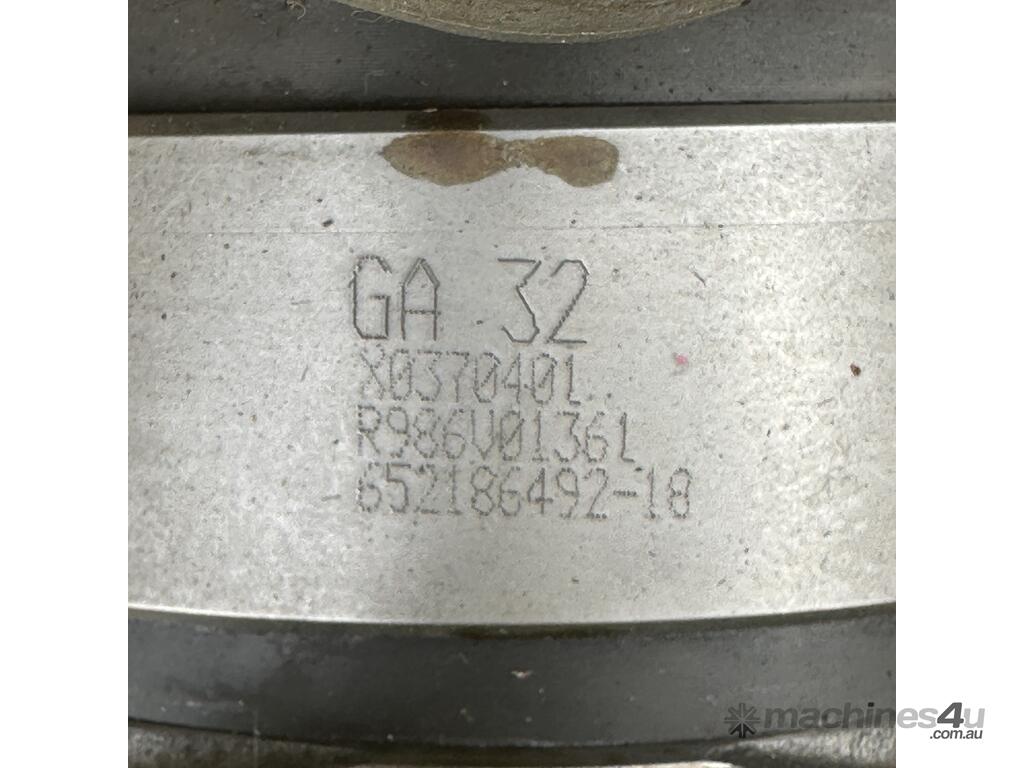 GA 32
X0370401
R986V01361
652186492-18
machines4u
.com.au